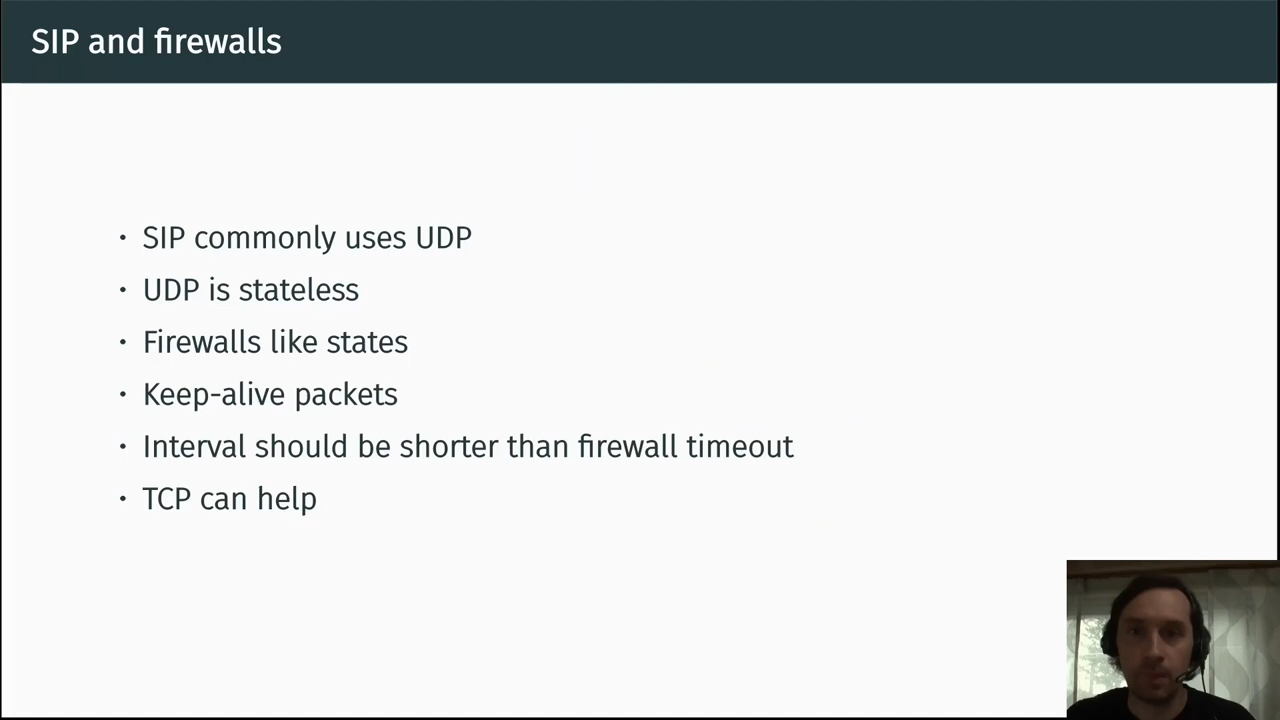 SIP and firewalls
• SIP commonly uses UDP
• UDP is stateless
• Firewalls like states
• Keep-alive packets
• Interval should be shorter than firewall timeout
• TCP can help